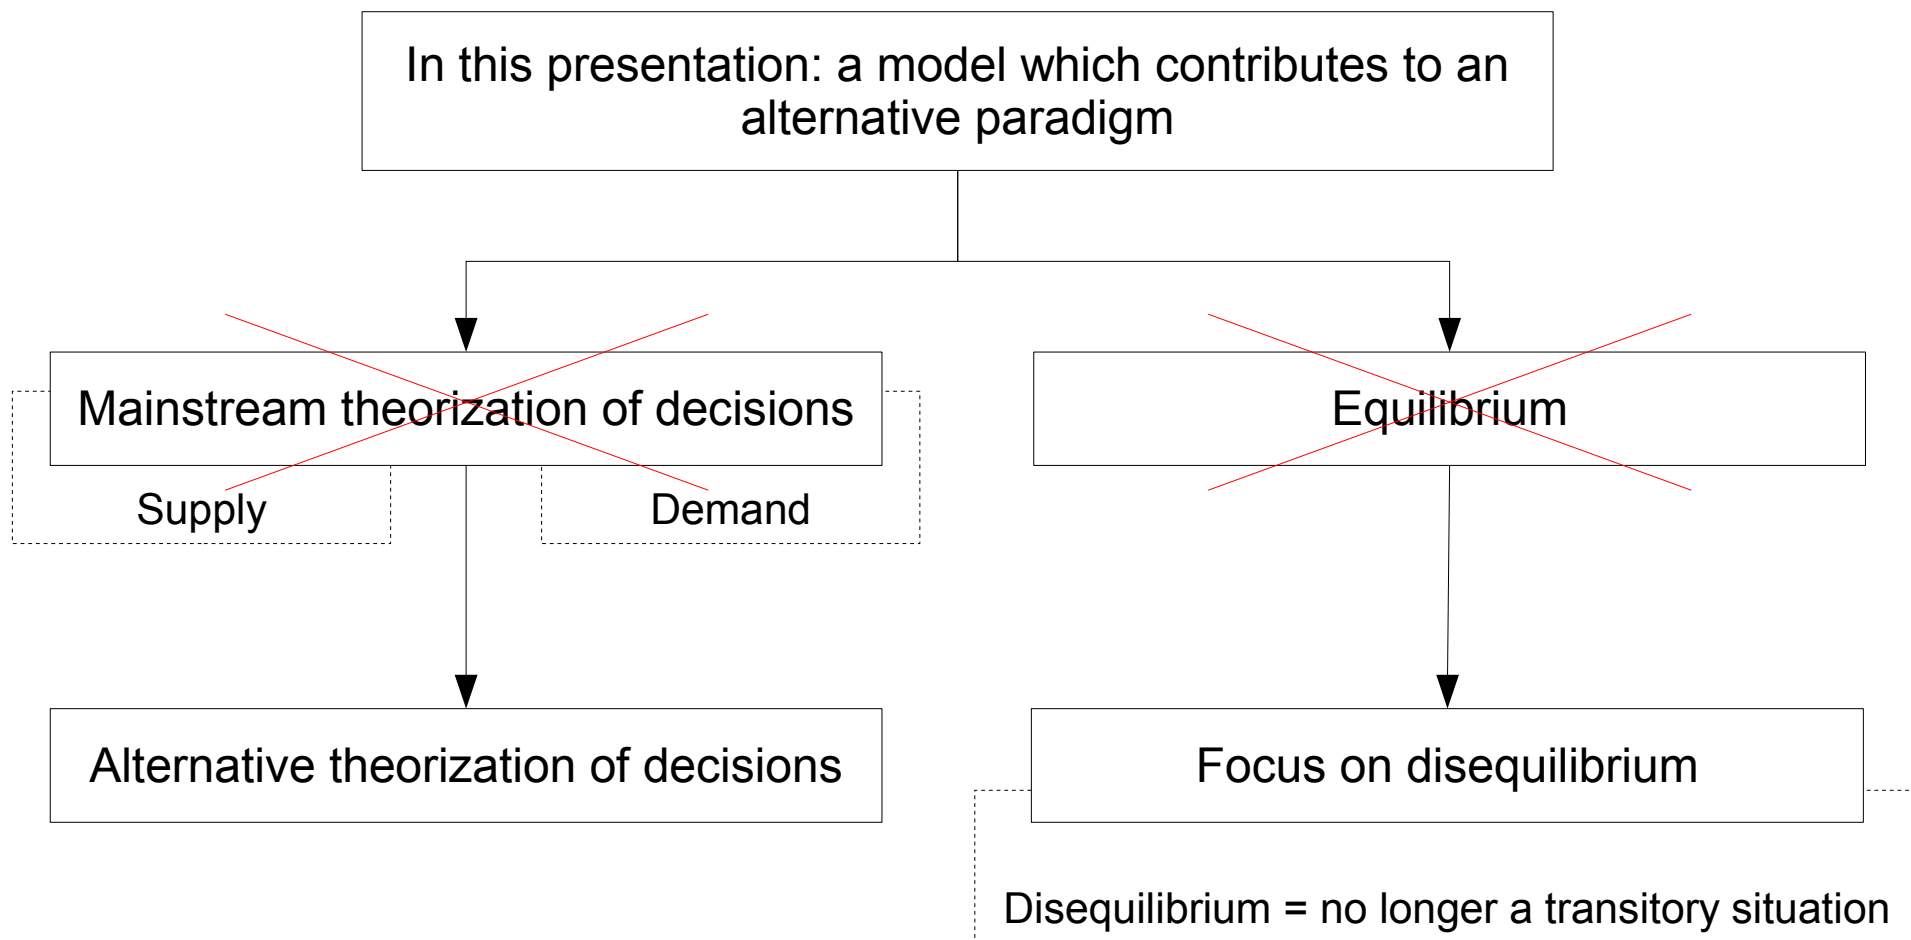 In this presentation: a model which contributes to an
alternative paradigm
Mainstream theorization of decisions
Equilibrium
Supply
Demand
Alternative theorization of decisions
Focus on disequilibrium
Disequilibrium = no longer a transitory situation